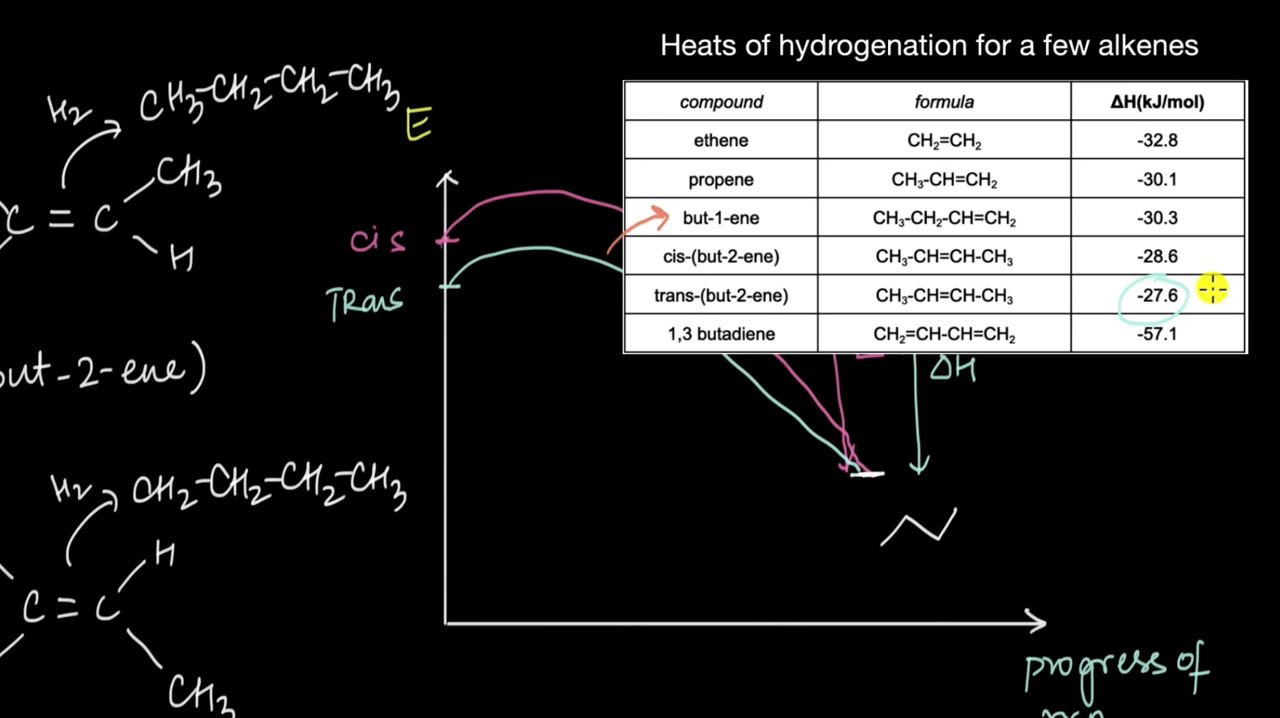 Heats of hydrogenation for a few alkenes
compound formula ΔH(kJ/mol)
ethene CH₂=CH₂ -32.8
propene CH₃-CH=CH₂ -30.1
but-1-ene CH₃-CH₂-CH=CH₂ -30.3
cis-(but-2-ene) CH₃-CH=CH-CH₃ -28.6
trans-(but-2-ene) CH₃-CH=CH-CH₃ -27.6
1,3 butadiene CH₂=CH-CH=CH₂ -57.1
H₂ CH₃-CH₂-CH₂-CH₃
E
CH₃
C = C
H
cis
Trans
ΔH
but-2-ene)
H₂ CH₂-CH₂-CH₂-CH₃
H
C = C
CH₃
progress of